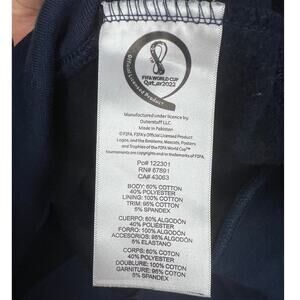 FIFA WORLD CUP
Qatar2022
Official Licensed Product
Manufactured under licence by
Outerstuff LLC.
Made in Pakistan
© FIFA, FIFA's Official Licensed Product
Logos, and the Emblems, Mascots, Posters
and Trophies of the FIFA World Cup™
tournaments are copyrights and/or trademarks of FIFA.
Po# 122301
RN# 67891
CA# 43063
BODY: 60% COTTON
40% POLYESTER
LINING: 100% COTTON
TRIM: 95% COTTON
5% SPANDEX
CUERPO: 60% ALGODÓN
40% POLIÉSTER
FORRO: 100% ALGODÓN
ACCESORIOS: 95% ALGODÓN
5% ELASTANO
CORPS: 60% COTON
40% POLYESTER
DOUBLURE: 100% COTON
GARNITURE: 95% COTON
5% SPANDEX